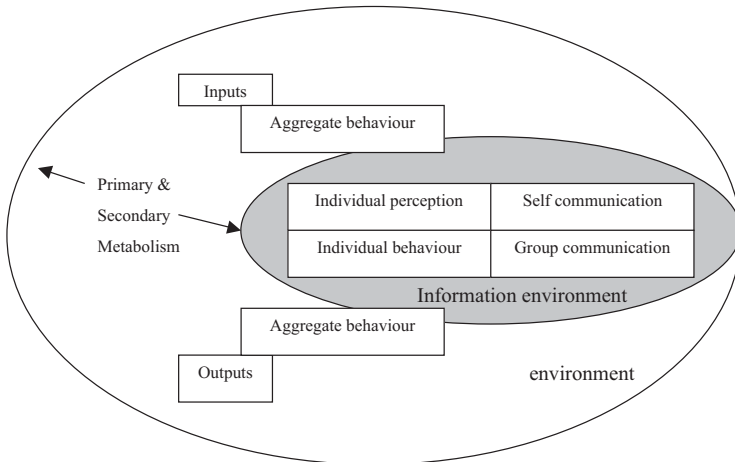 Inputs
Aggregate behaviour
Primary &
Secondary
Metabolism
Individual perception
Self communication
Individual behaviour
Group communication
Information environment
Aggregate behaviour
Outputs
environment